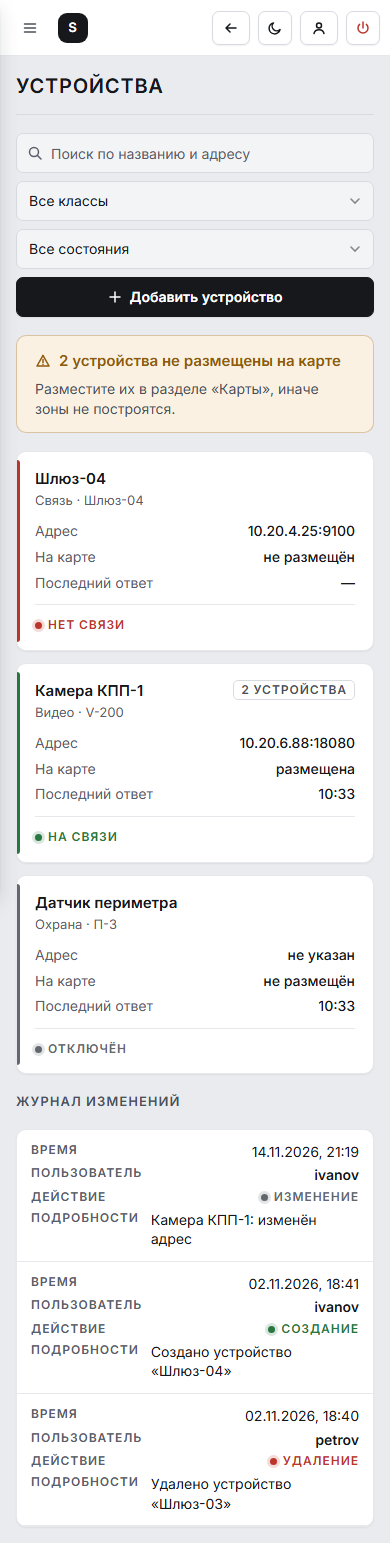 S
УСТРОЙСТВА
Поиск по названию и адресу
Все классы
Все состояния
Добавить устройство
2 устройства не размещены на карте
Разместите их в разделе «Карты», иначе
зоны не построятся.
Шлюз-04
Связь · Шлюз-04
Адрес 10.20.4.25:9100
На карте не размещён
Последний ответ —
НЕТ СВЯЗИ
Камера КПП-1 2 УСТРОЙСТВА
Видео · V-200
Адрес 10.20.6.88:18080
На карте размещена
Последний ответ 10:33
НА СВЯЗИ
Датчик периметра
Охрана · П-3
Адрес не указан
На карте не размещён
Последний ответ 10:33
ОТКЛЮЧЁН
ЖУРНАЛ ИЗМЕНЕНИЙ
ВРЕМЯ 14.11.2026, 21:19
ПОЛЬЗОВАТЕЛЬ ivanov
ДЕЙСТВИЕ ИЗМЕНЕНИЕ
ПОДРОБНОСТИ Камера КПП-1: изменён
адрес
ВРЕМЯ 02.11.2026, 18:41
ПОЛЬЗОВАТЕЛЬ ivanov
ДЕЙСТВИЕ СОЗДАНИЕ
ПОДРОБНОСТИ Создано устройство
«Шлюз-04»
ВРЕМЯ 02.11.2026, 18:40
ПОЛЬЗОВАТЕЛЬ petrov
ДЕЙСТВИЕ УДАЛЕНИЕ
ПОДРОБНОСТИ Удалено устройство
«Шлюз-03»